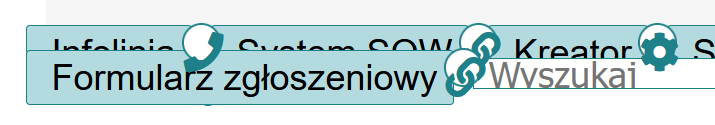 Infolinia System SOW Kreator S
Formularz zgłoszeniowy Wyszukaj